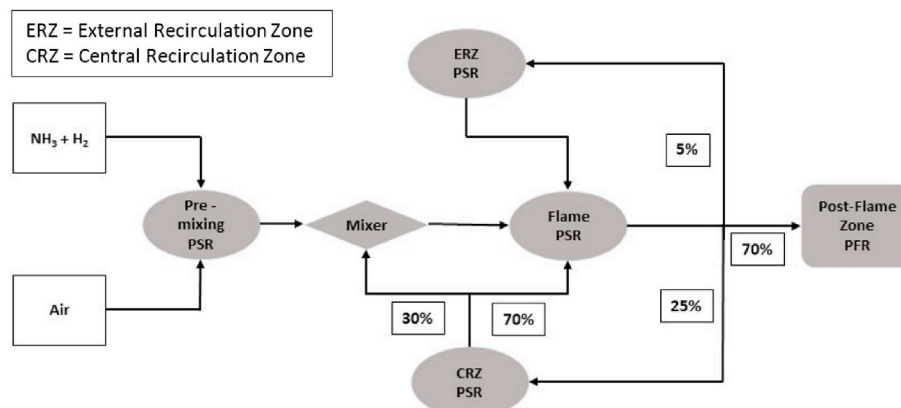 ERZ = External Recirculation Zone
CRZ = Central Recirculation Zone
ERZ
PSR
NH₃ + H₂
5%
Pre -
mixing
PSR
Mixer
Flame
PSR
Post-Flame
Zone
PFR
70%
Air
30%
70%
25%
CRZ
PSR